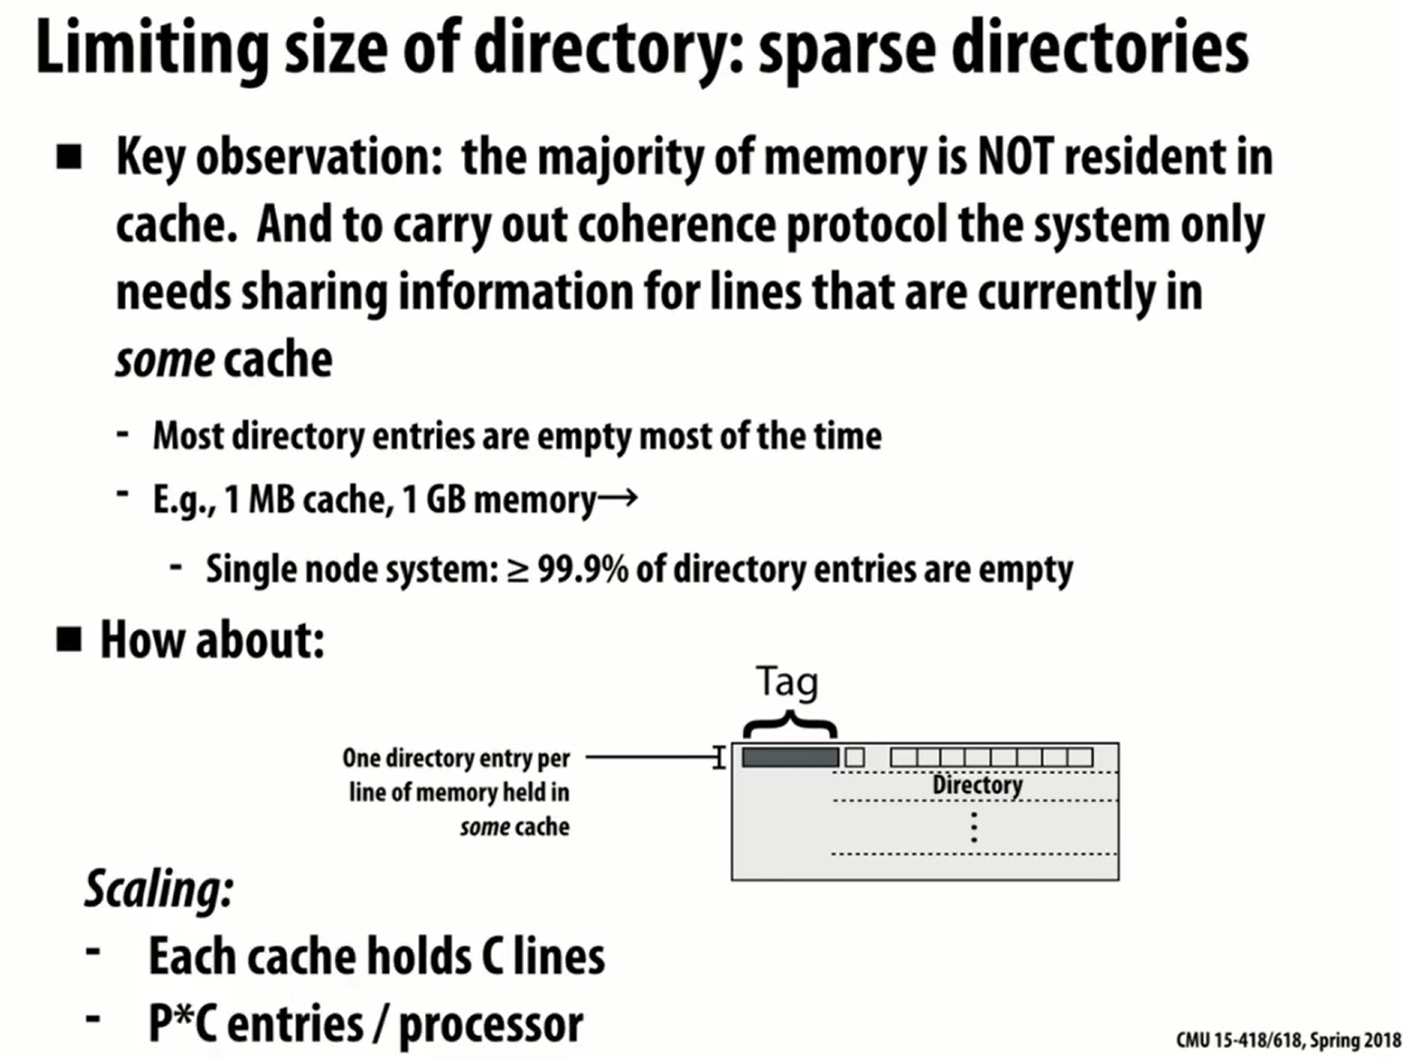 Limiting size of directory: sparse directories
■ Key observation:  the majority of memory is NOT resident in
cache.  And to carry out coherence protocol the system only
needs sharing information for lines that are currently in
some cache
- Most directory entries are empty most of the time
- E.g., 1 MB cache, 1 GB memory→
- Single node system: ≥ 99.9% of directory entries are empty
■ How about:
Tag
One directory entry per
line of memory held in
some cache
Directory
Scaling:
- Each cache holds C lines
- P*C entries / processor
CMU 15-418/618, Spring 2018